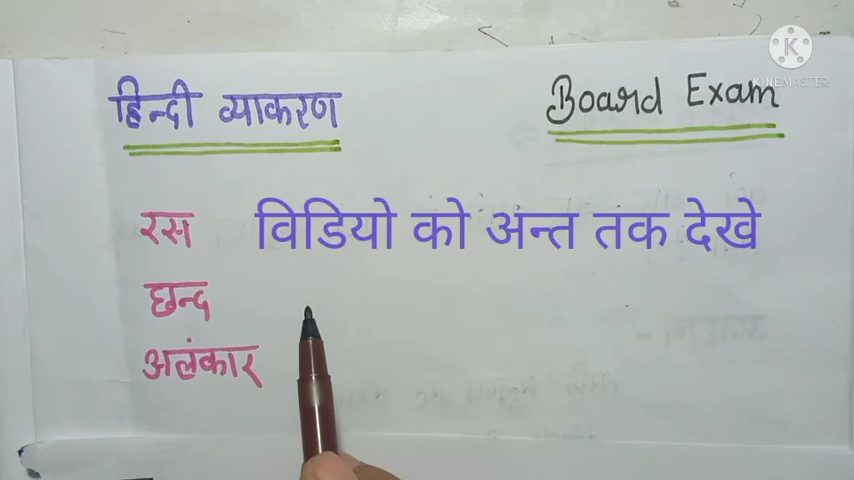 हिन्दी व्याकरण
Board Exam
KINEMASTER
रस
विडियो को अन्त तक देखे
छन्द
अलंकार